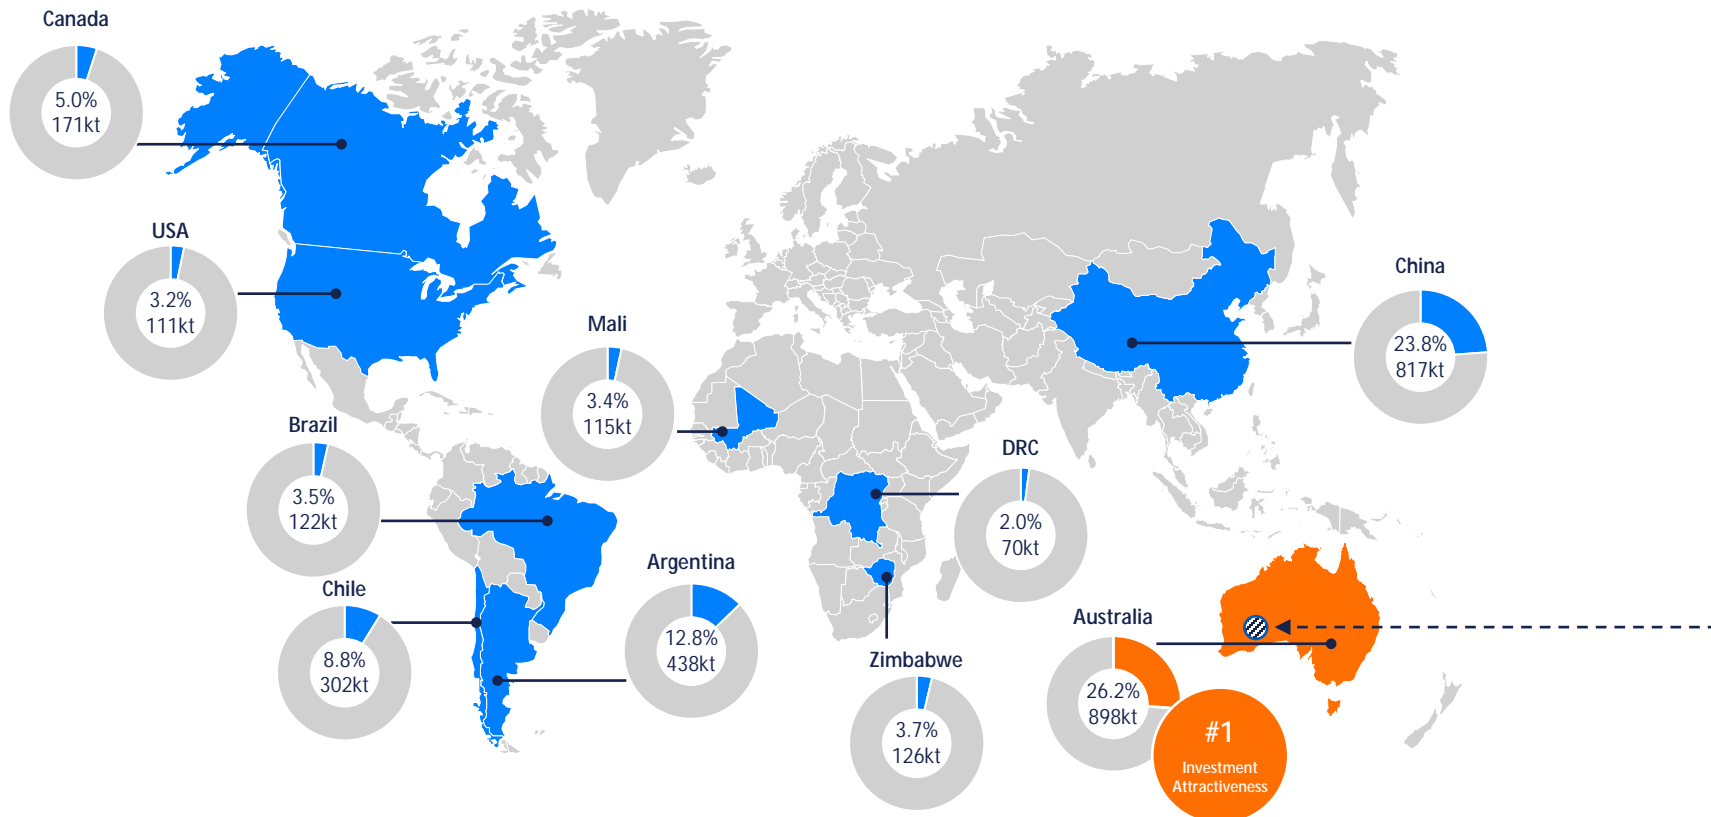 Canada
5.0%
171kt
USA
3.2%
111kt
Mali
3.4%
115kt
China
23.8%
817kt
Brazil
3.5%
122kt
DRC
2.0%
70kt
Chile
8.8%
302kt
Argentina
12.8%
438kt
Zimbabwe
3.7%
126kt
Australia
26.2%
898kt
#1
Investment
Attractiveness